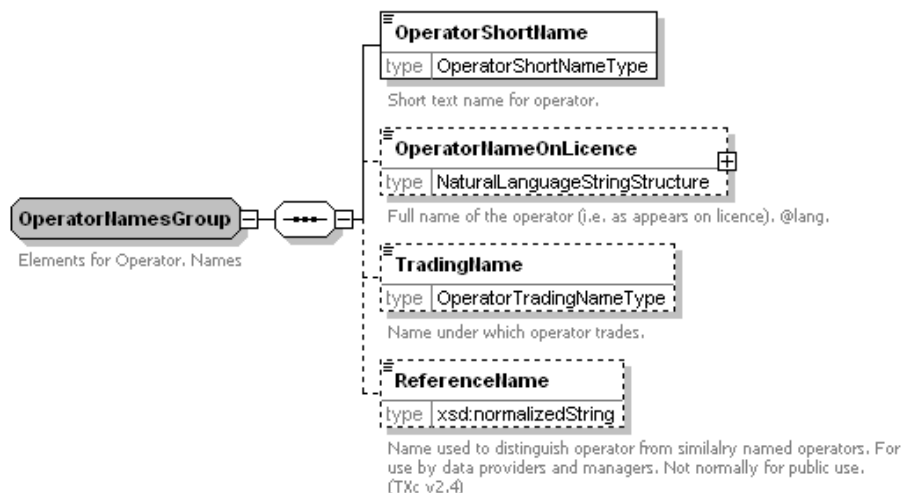 OperatorNamesGroup
Elements for Operator. Names
OperatorShortName
type OperatorShortNameType
Short text name for operator.
OperatorNameOnLicence
type NaturalLanguageStringStructure
Full name of the operator (i.e. as appears on licence). @lang.
TradingName
type OperatorTradingNameType
Name under which operator trades.
ReferenceName
type xsd:normalizedString
Name used to distinguish operator from similalry named operators. For
use by data providers and managers. Not normally for public use.
(TXc v2.4)